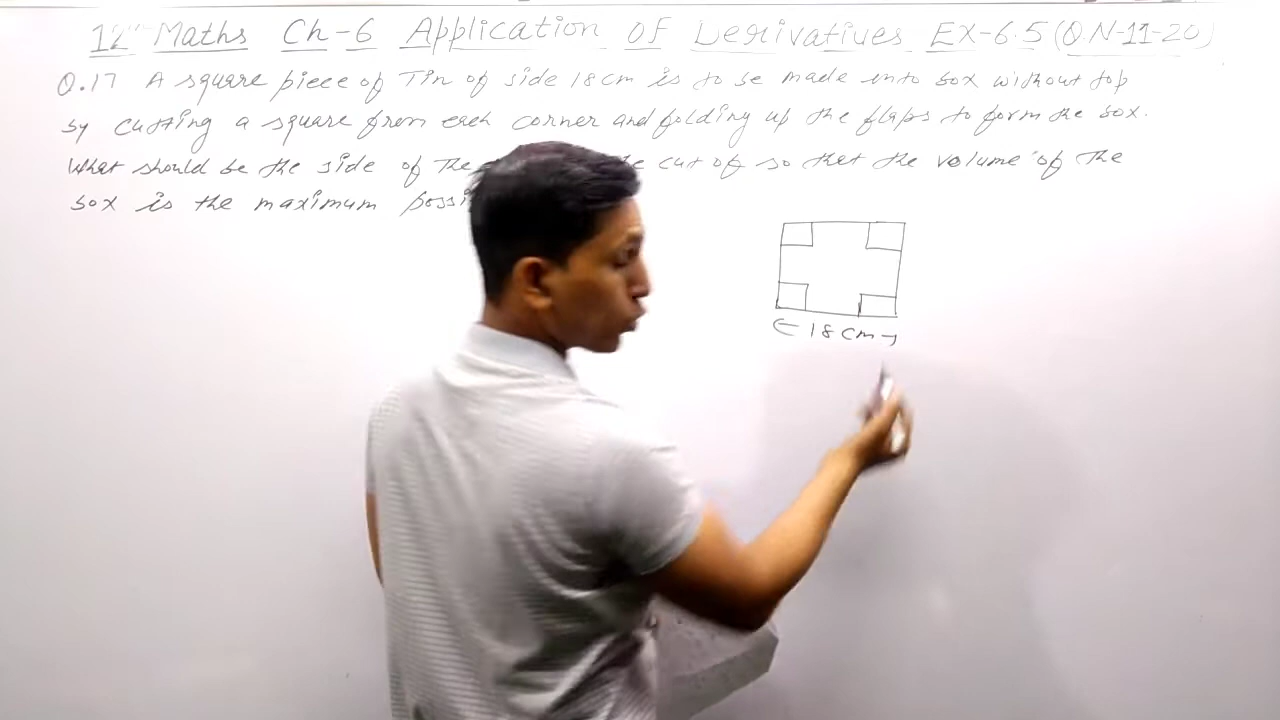 12th Maths Ch-6 Application OF Derivatives EX-6.5 (Q.N-11-20)
Q.17 A square piece of Tin of side 18cm is to be made into box without top
by cutting a square from each corner and folding up the flaps to form the box.
What should be the side of the cut of so that the volume of the
box is the maximum
← 18 cm →